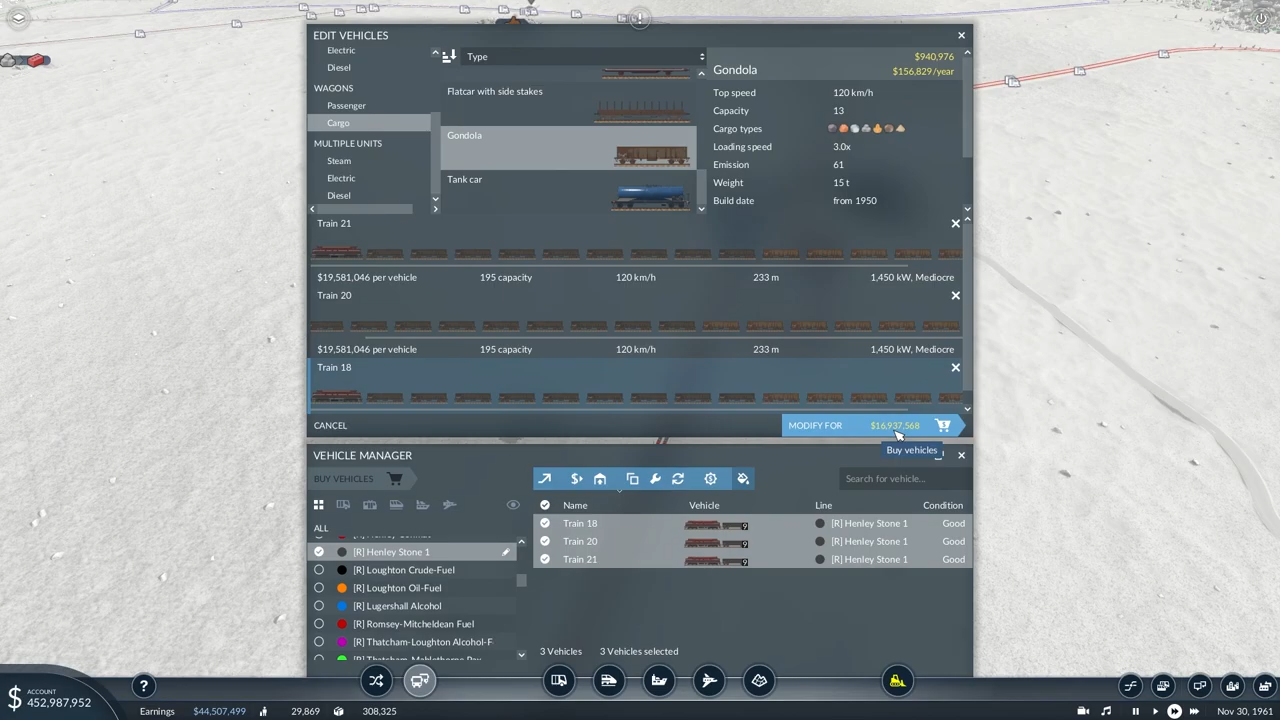 EDIT VEHICLES
Electric
Diesel
WAGONS
Passenger
Cargo
MULTIPLE UNITS
Steam
Electric
Diesel
Type
Flatcar with side stakes
Gondola
Tank car
$940,976
Gondola
$156,829/year
Top speed 120 km/h
Capacity 13
Cargo types
Loading speed 3.0x
Emission 61
Weight 15 t
Build date from 1950
Train 21
$19,581,046 per vehicle 195 capacity 120 km/h 233 m 1,450 kW, Mediocre
Train 20
$19,581,046 per vehicle 195 capacity 120 km/h 233 m 1,450 kW, Mediocre
Train 18
CANCEL
MODIFY FOR $16,937,568
Buy vehicles
VEHICLE MANAGER
BUY VEHICLES
Search for vehicle...
ALL
[R] Henley Stone 1
[R] Loughton Crude-Fuel
[R] Loughton Oil-Fuel
[R] Lugershall Alcohol
[R] Romsey-Mitcheldean Fuel
[R] Thatcham-Loughton Alcohol-F
Name Vehicle Line Condition
Train 18 9 [R] Henley Stone 1 Good
Train 20 9 [R] Henley Stone 1 Good
Train 21 9 [R] Henley Stone 1 Good
3 Vehicles 3 Vehicles selected
$ ACCOUNT
452,987,952
?
Earnings $44,507,499 29,869 308,325
Nov 30, 1961